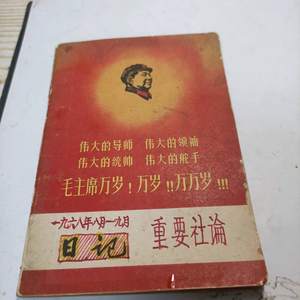 伟大的导师 伟大的领袖
伟大的统帅 伟大的舵手
毛主席万岁！万岁!!万万岁!!!
一九六八年八月一九月
日记
重要社論